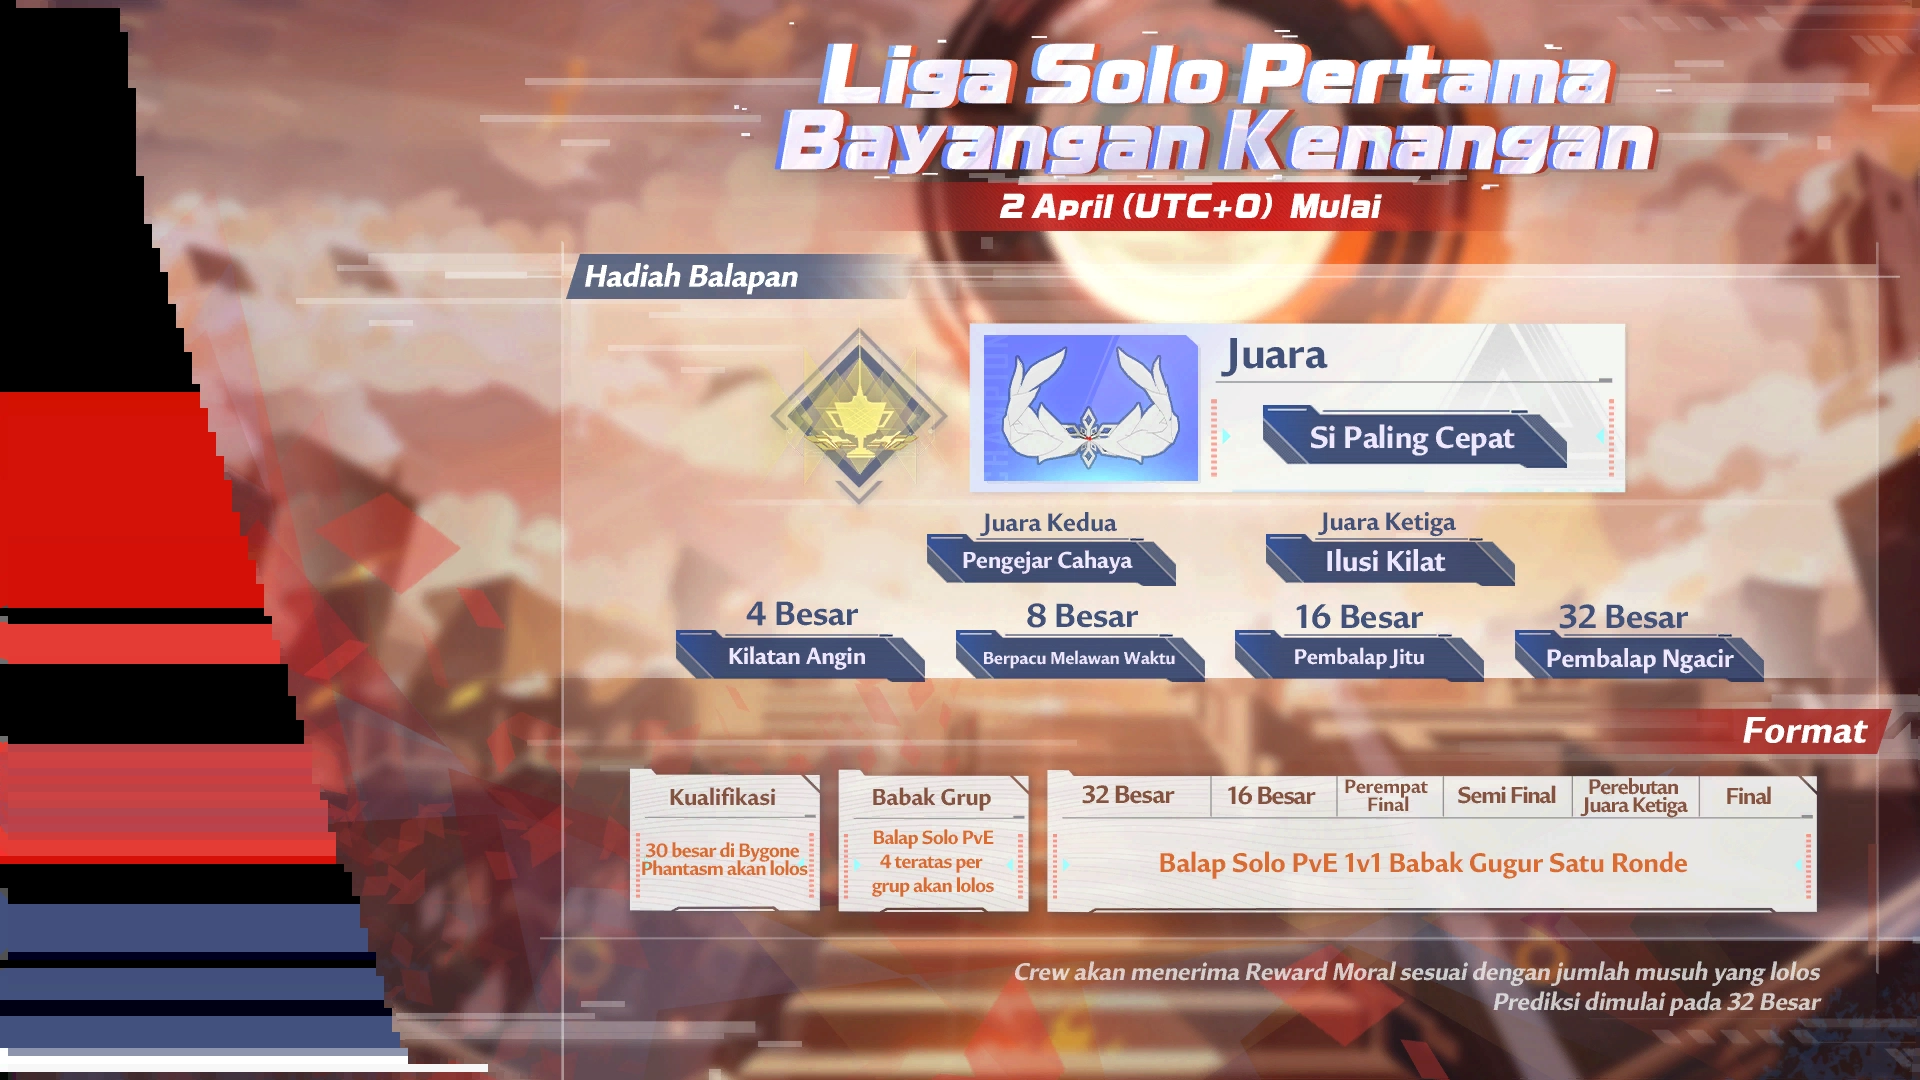 Liga Solo Pertama
Bayangan Kenangan
2 April (UTC+0) Mulai
Hadiah Balapan
CHAMPION
Juara
Si Paling Cepat
Juara Kedua
Pengejar Cahaya
Juara Ketiga
Ilusi Kilat
4 Besar
Kilatan Angin
8 Besar
Berpacu Melawan Waktu
16 Besar
Pembalap Jitu
32 Besar
Pembalap Ngacir
Format
Kualifikasi
30 besar di Bygone
Phantasm akan lolos
Babak Grup
Balap Solo PvE
4 teratas per
grup akan lolos
32 Besar
16 Besar
Perempat
Final
Semi Final
Perebutan
Juara Ketiga
Final
Balap Solo PvE 1v1 Babak Gugur Satu Ronde
Crew akan menerima Reward Moral sesuai dengan jumlah musuh yang lolos
Prediksi dimulai pada 32 Besar